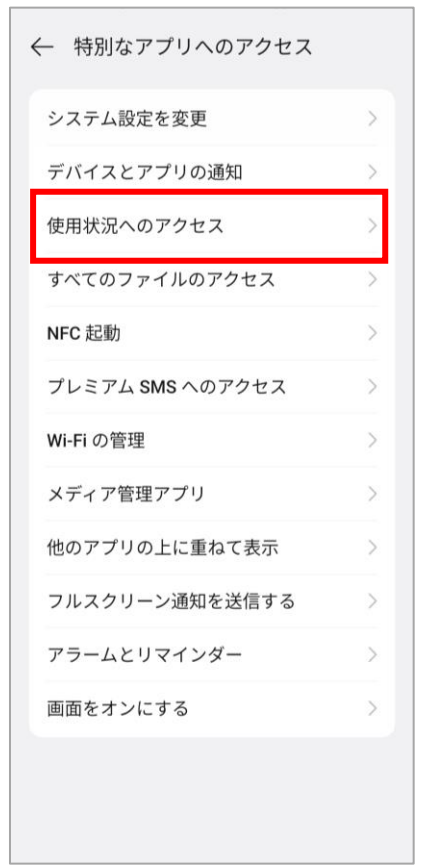 特別なアプリへのアクセス
システム設定を変更
デバイスとアプリの通知
使用状況へのアクセス
すべてのファイルのアクセス
NFC 起動
プレミアム SMS へのアクセス
Wi-Fi の管理
メディア管理アプリ
他のアプリの上に重ねて表示
フルスクリーン通知を送信する
アラームとリマインダー
画面をオンにする